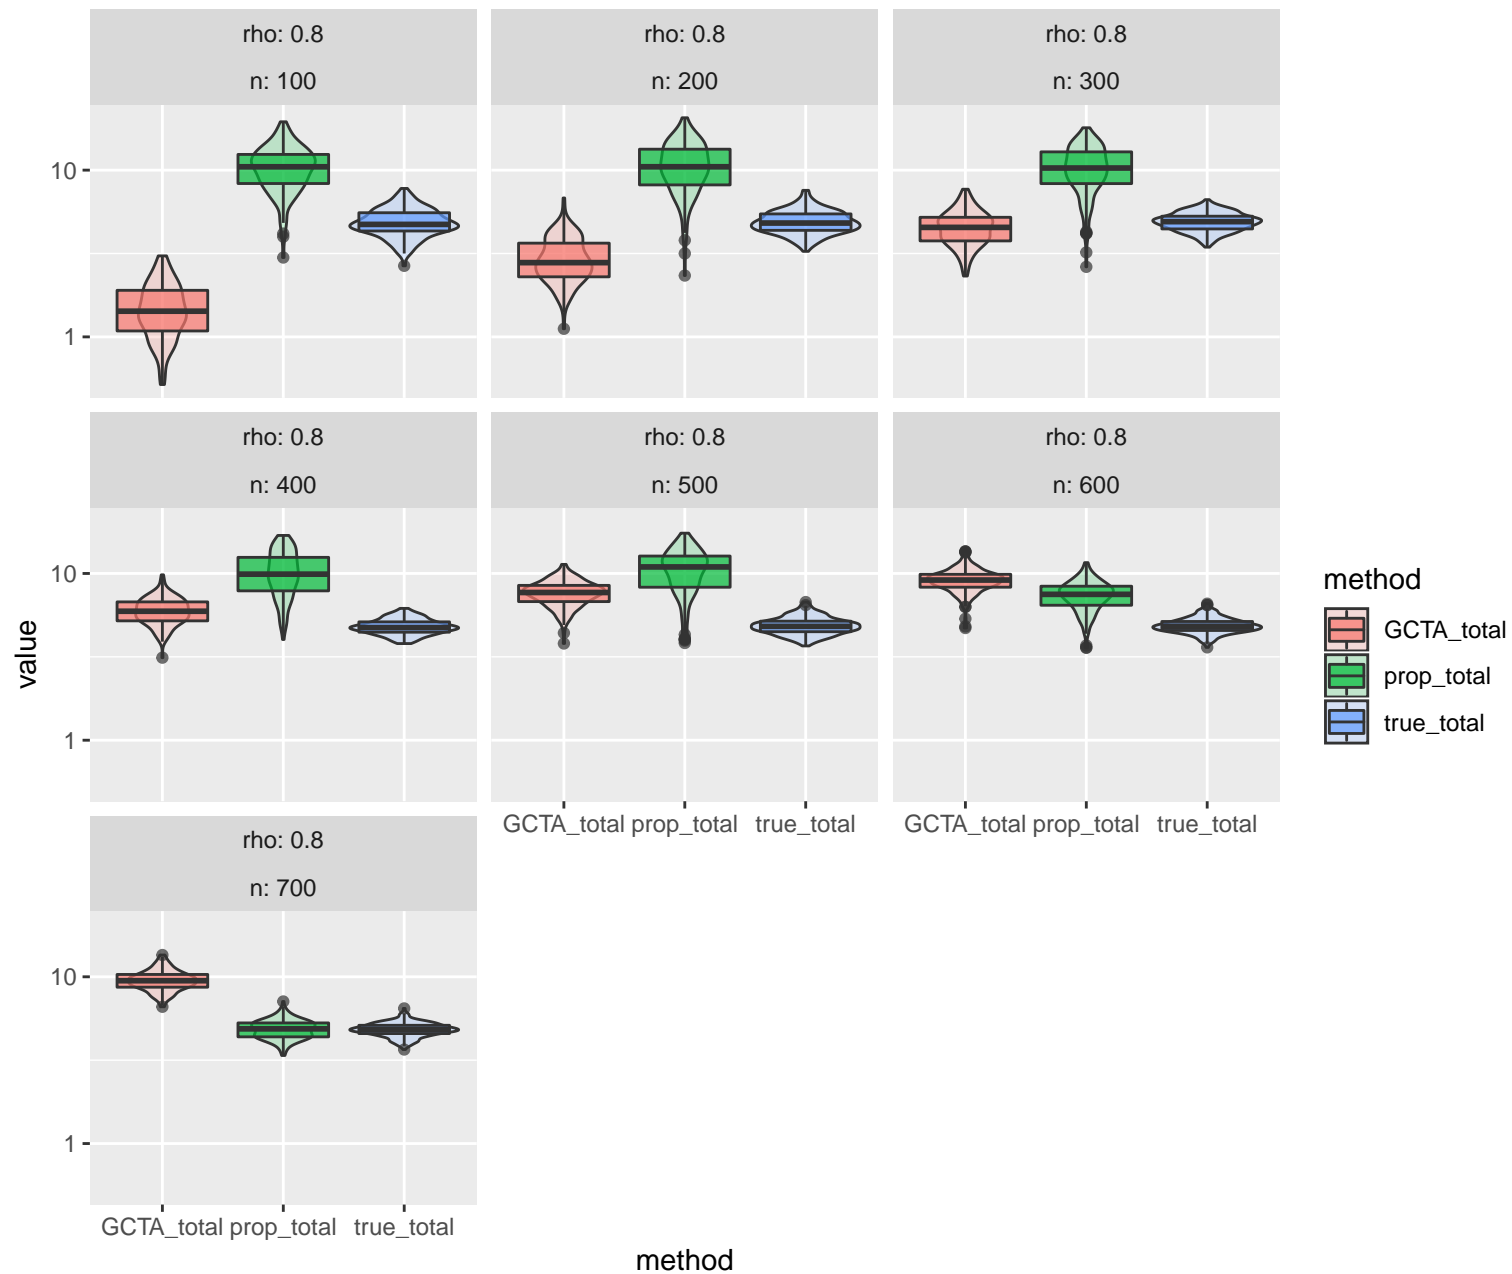 rho: 0.8
rho: 0.8
rho: 0.8
n: 100
n: 200
n: 300
10
1
rho: 0.8
rho: 0.8
rho: 0.8
n: 400
n: 500
n: 600
10
1
GCTA_total prop_total true_total
GCTA_total prop_total true_total
rho: 0.8
n: 700
10
1
GCTA_total prop_total true_total
value
method
method
GCTA_total
prop_total
true_total